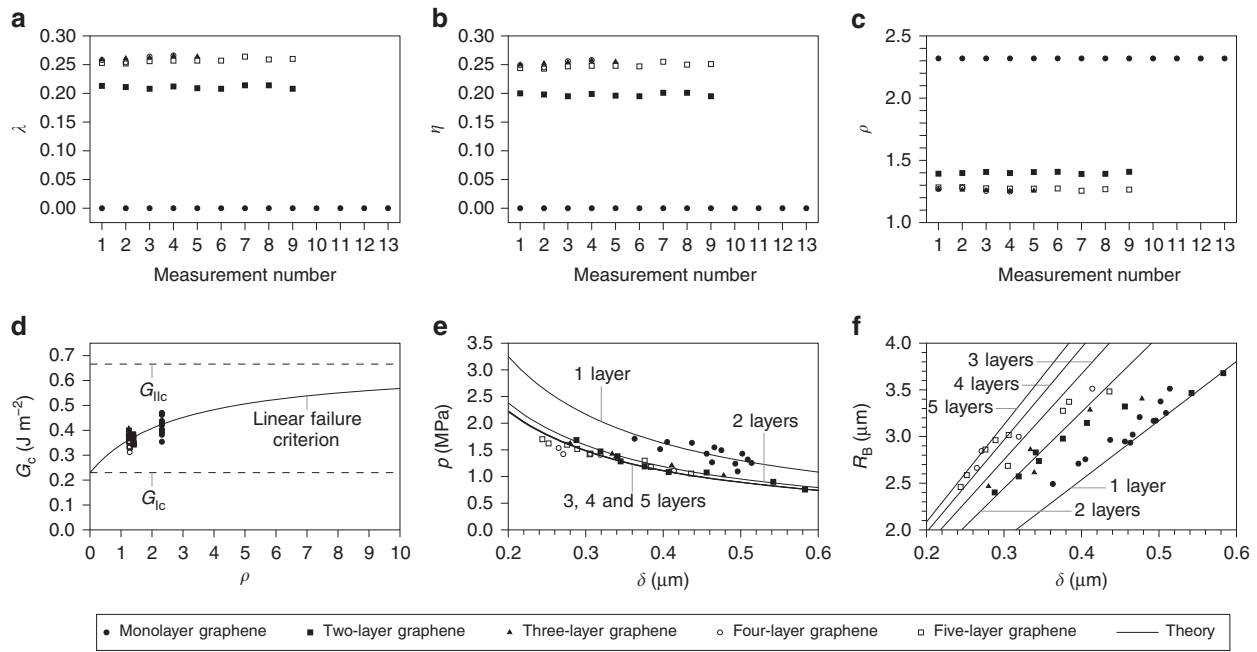 a
0.30
0.25
0.20
0.15
0.10
0.05
0.00
λ
1 2 3 4 5 6 7 8 9 10 11 12 13
Measurement number
b
0.30
0.25
0.20
0.15
0.10
0.05
0.00
η
1 2 3 4 5 6 7 8 9 10 11 12 13
Measurement number
c
2.5
2.0
1.5
1.0
ρ
1 2 3 4 5 6 7 8 9 10 11 12 13
Measurement number
d
0.7
0.6
0.5
0.4
0.3
0.2
0.1
0.0
G_c (J m⁻²)
G_IIc
Linear failure
criterion
G_Ic
0 1 2 3 4 5 6 7 8 9 10
ρ
e
3.5
3.0
2.5
2.0
1.5
1.0
0.5
0.0
p (MPa)
1 layer
2 layers
3, 4 and 5 layers
0.2 0.3 0.4 0.5 0.6
δ (μm)
f
4.0
3.5
3.0
2.5
2.0
R_B (μm)
3 layers
4 layers
5 layers
1 layer
2 layers
0.2 0.3 0.4 0.5 0.6
δ (μm)
Monolayer graphene Two-layer graphene Three-layer graphene Four-layer graphene Five-layer graphene Theory